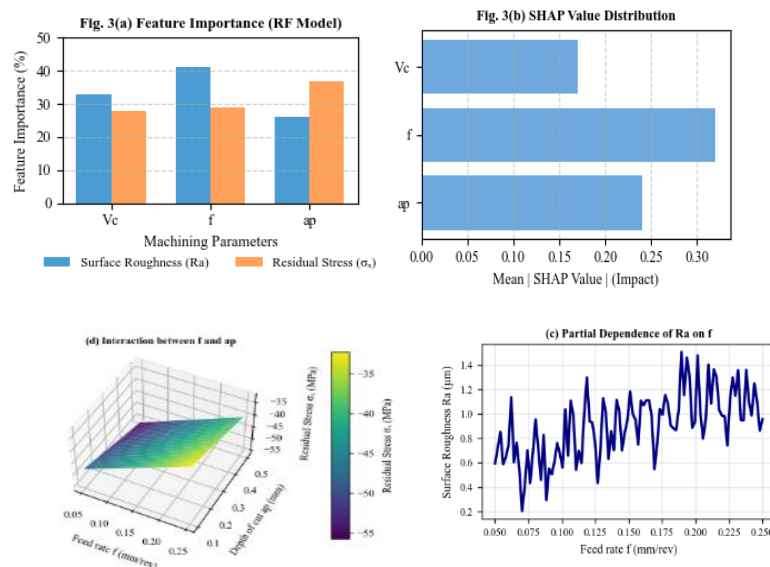 Fig. 3(a) Feature Importance (RF Model)
Feature Importance (%)
50
40
30
20
10
0
Vc
f
ap
Machining Parameters
Surface Roughness (Ra)
Residual Stress (σₓ)
Fig. 3(b) SHAP Value Distribution
Vc
f
ap
0.00
0.05
0.10
0.15
0.20
0.25
0.30
Mean | SHAP Value | (Impact)
(d) Interaction between f and ap
−35
−40
−45
−50
−55
Residual Stress σ, (MPa)
0.5
0.4
0.3
0.2
0.1
Depth of cut ap (mm)
0.05
0.10
0.15
0.20
0.25
Feed rate f (mm/rev)
−35
−40
−45
−50
−55
Residual Stress σ, (MPa)
(c) Partial Dependence of Ra on f
Surface Roughness Ra (μm)
1.4
1.2
1.0
0.8
0.6
0.4
0.2
0.050
0.075
0.100
0.125
0.150
0.175
0.200
0.225
0.250
Feed rate f (mm/rev)